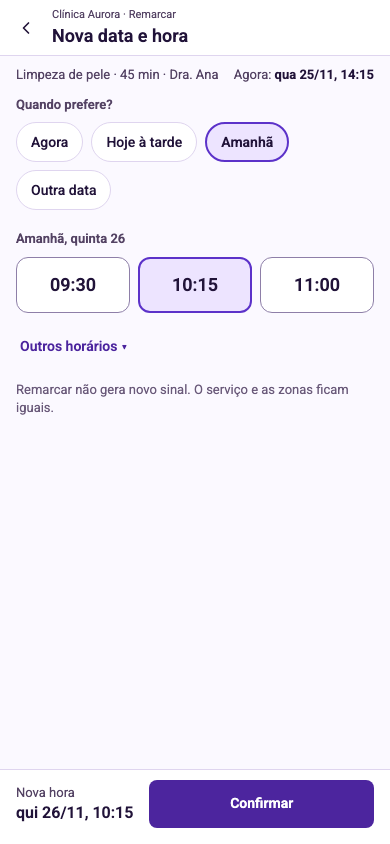 Clínica Aurora · Remarcar
Nova data e hora
Limpeza de pele · 45 min · Dra. Ana Agora: qua 25/11, 14:15
Quando prefere?
Agora Hoje à tarde Amanhã
Outra data
Amanhã, quinta 26
09:30 10:15 11:00
Outros horários ▾
Remarcar não gera novo sinal. O serviço e as zonas ficam
iguais.
Nova hora
qui 26/11, 10:15
Confirmar